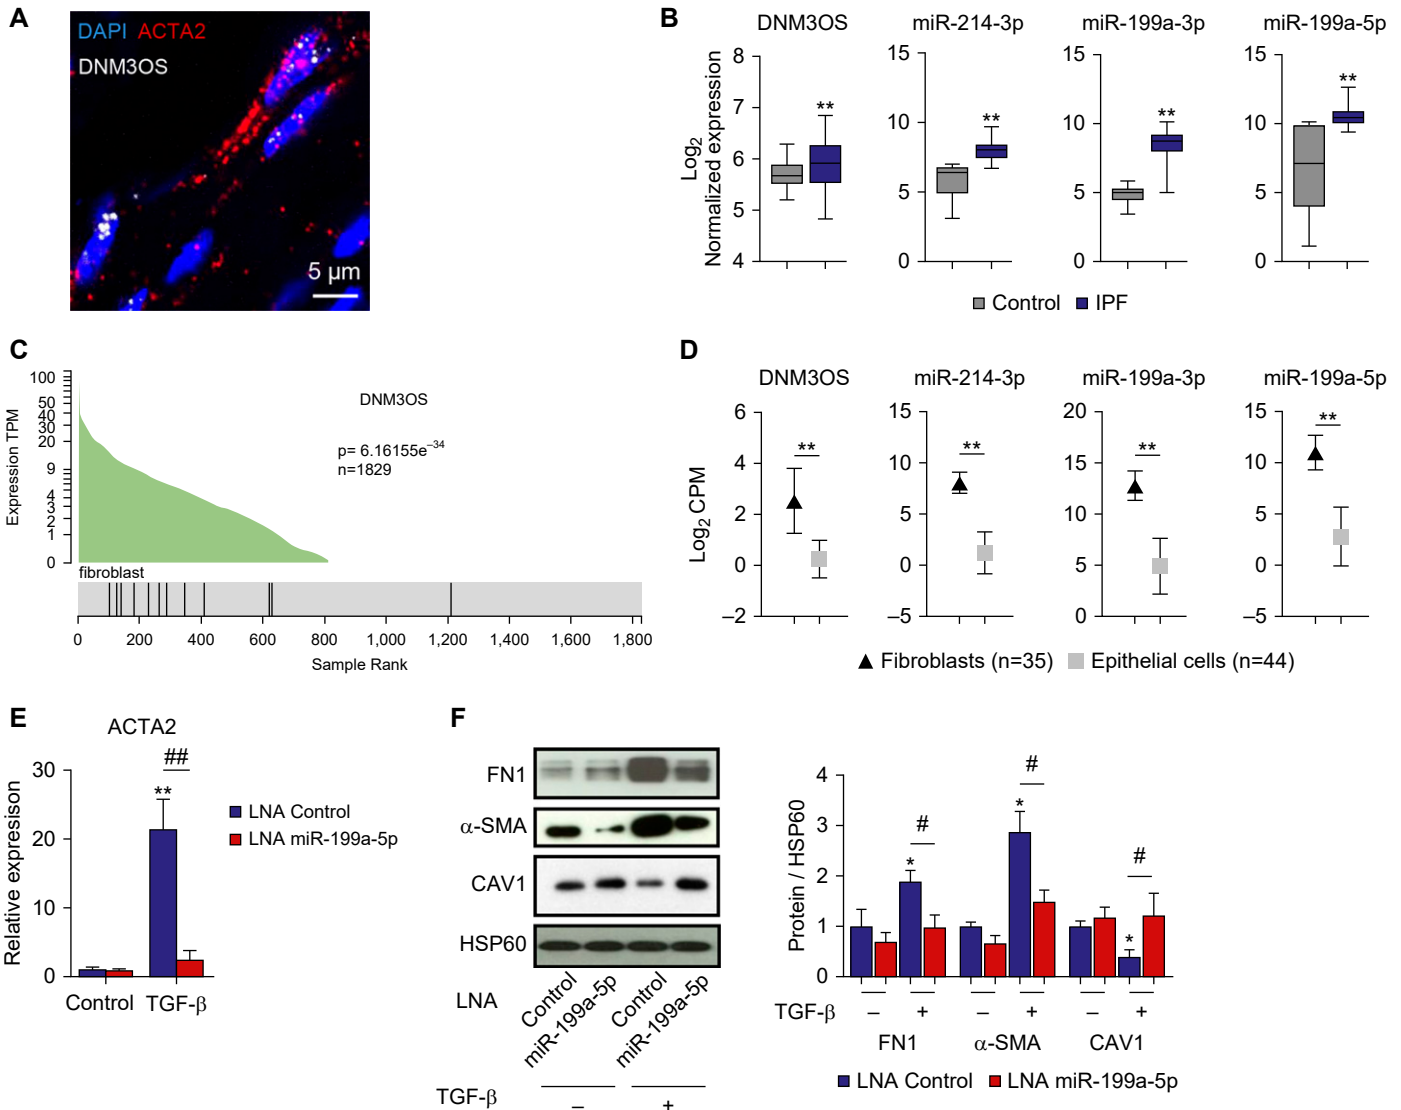 A
DAPI ACTA2
DNM3OS
5 µm
B
DNM3OS
miR-214-3p
miR-199a-3p
miR-199a-5p
Log2
Normalized expression
8
7
6
5
4
**
15
10
5
0
**
15
10
5
0
**
15
10
5
0
**
Control
IPF
C
Expression TPM
100
50
40
30
20
9
4
3
2
1
0
DNM3OS
p= 6.16155e–34
n=1829
fibroblast
0 200 400 600 800 1,000 1,200 1,400 1,600 1,800
Sample Rank
D
DNM3OS
miR-214-3p
miR-199a-3p
miR-199a-5p
Log2 CPM
6
4
2
0
–2
**
15
10
5
0
–5
**
20
15
10
5
0
**
15
10
5
0
–5
**
Fibroblasts (n=35)
Epithelial cells (n=44)
E
ACTA2
Relative expresison
30
20
10
0
##
**
Control
TGF-β
LNA Control
LNA miR-199a-5p
F
FN1
α-SMA
CAV1
HSP60
LNA
Control
miR-199a-5p
Control
miR-199a-5p
TGF-β
–
+
Protein / HSP60
4
3
2
1
0
*
#
*
#
*
#
TGF-β
– + – + – +
FN1
α-SMA
CAV1
LNA Control
LNA miR-199a-5p